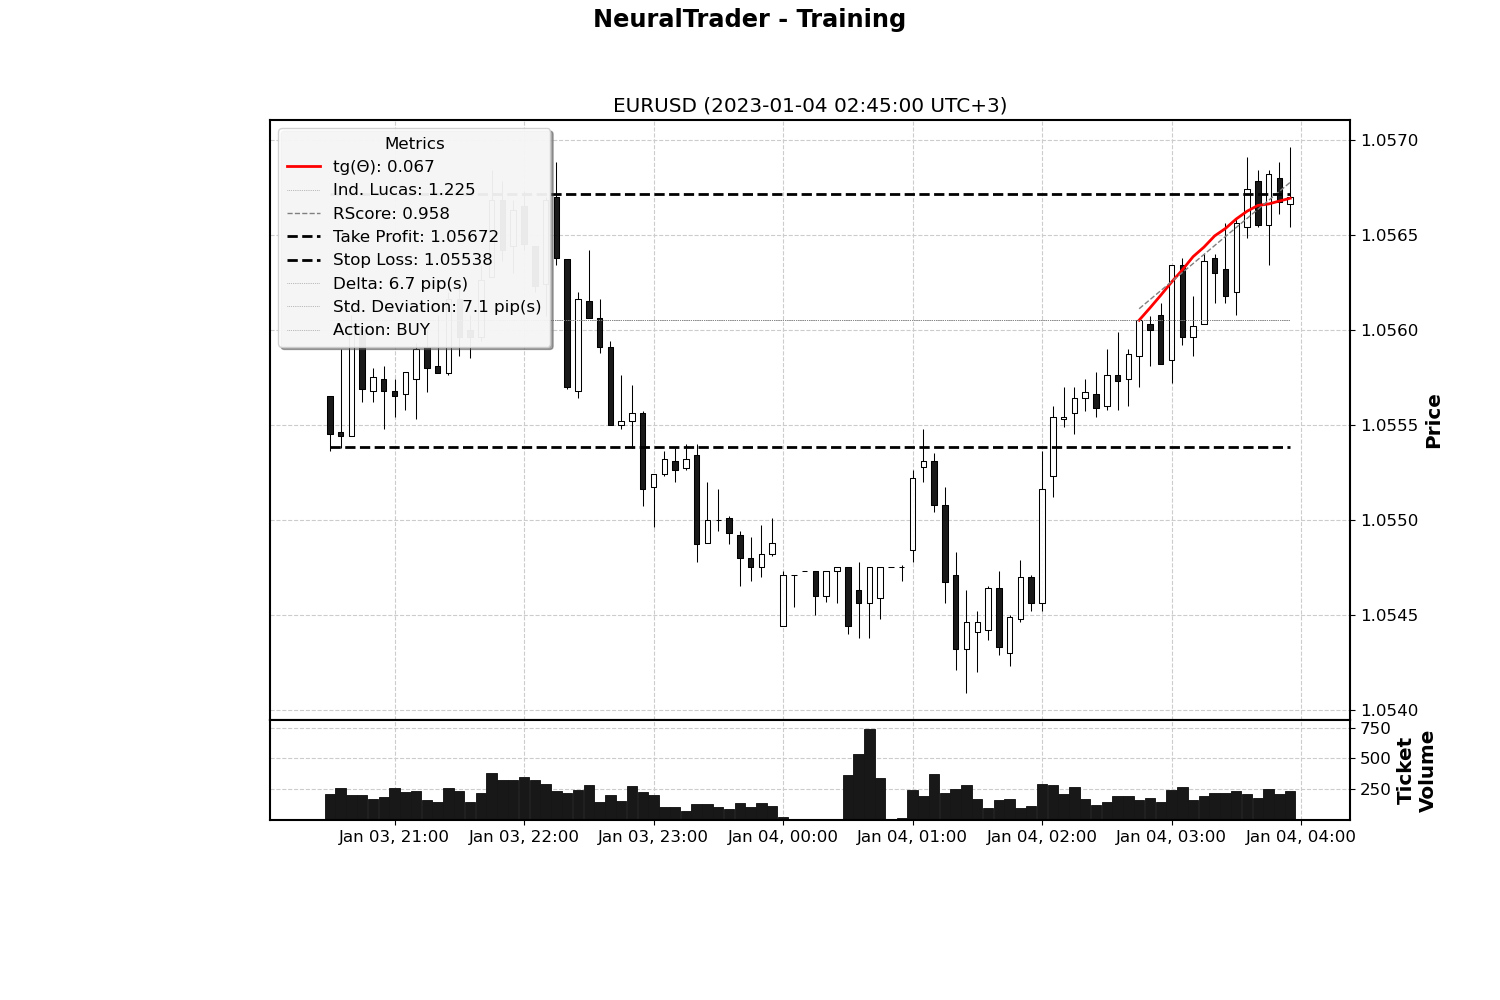 NeuralTrader - Training
EURUSD (2023-01-04 02:45:00 UTC+3)
Metrics
tg(Θ): 0.067
Ind. Lucas: 1.225
RScore: 0.958
Take Profit: 1.05672
Stop Loss: 1.05538
Delta: 6.7 pip(s)
Std. Deviation: 7.1 pip(s)
Action: BUY
1.0570
1.0565
1.0560
1.0555
1.0550
1.0545
1.0540
Price
750
500
250
Ticket
Volume
Jan 03, 21:00
Jan 03, 22:00
Jan 03, 23:00
Jan 04, 00:00
Jan 04, 01:00
Jan 04, 02:00
Jan 04, 03:00
Jan 04, 04:00